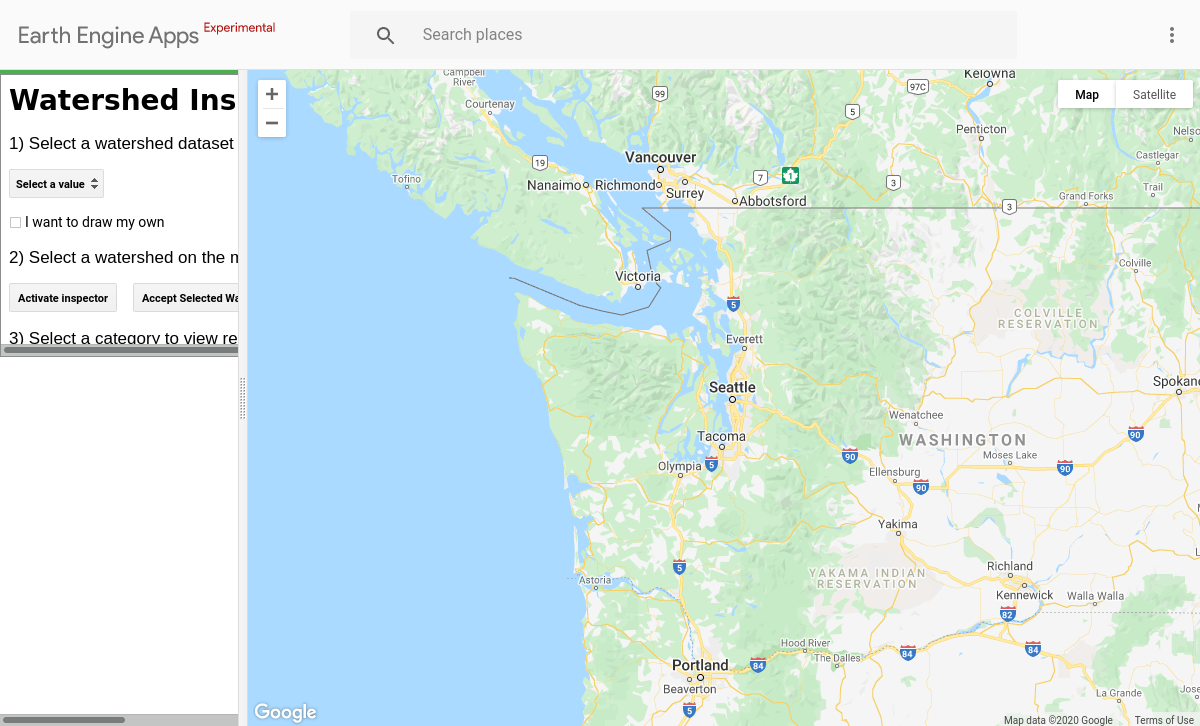 Earth Engine Apps Experimental
Search places
Watershed Ins
1) Select a watershed dataset
Select a value
I want to draw my own
2) Select a watershed on the
Activate inspector
Accept Selected Wa
3) Select a category to view re
+
−
Map
Satellite
Campbell
River
Courtenay
99
97C
Kelowna
5
Penticton
Nelso
Castlegar
19
Vancouver
Tofino
Nanaimo
Richmond
Surrey
7
1
3
Abbotsford
Grand Forks
Trail
3
Colville
Victoria
5
COLVILLE
RESERVATION
Everett
Seattle
Spokan
Wenatchee
WASHINGTON
90
Tacoma
Moses Lake
90
90
Olympia
5
Ellensburg
90
Yakima
5
Richland
YAKAMA INDIAN
RESERVATION
Astoria
Kennewick
Walla Walla
82
Hood River
84
84
The Dalles
Portland
84
Beaverton
La Grande
Jose
5
Google
Map data ©2020 Google
Terms of Use